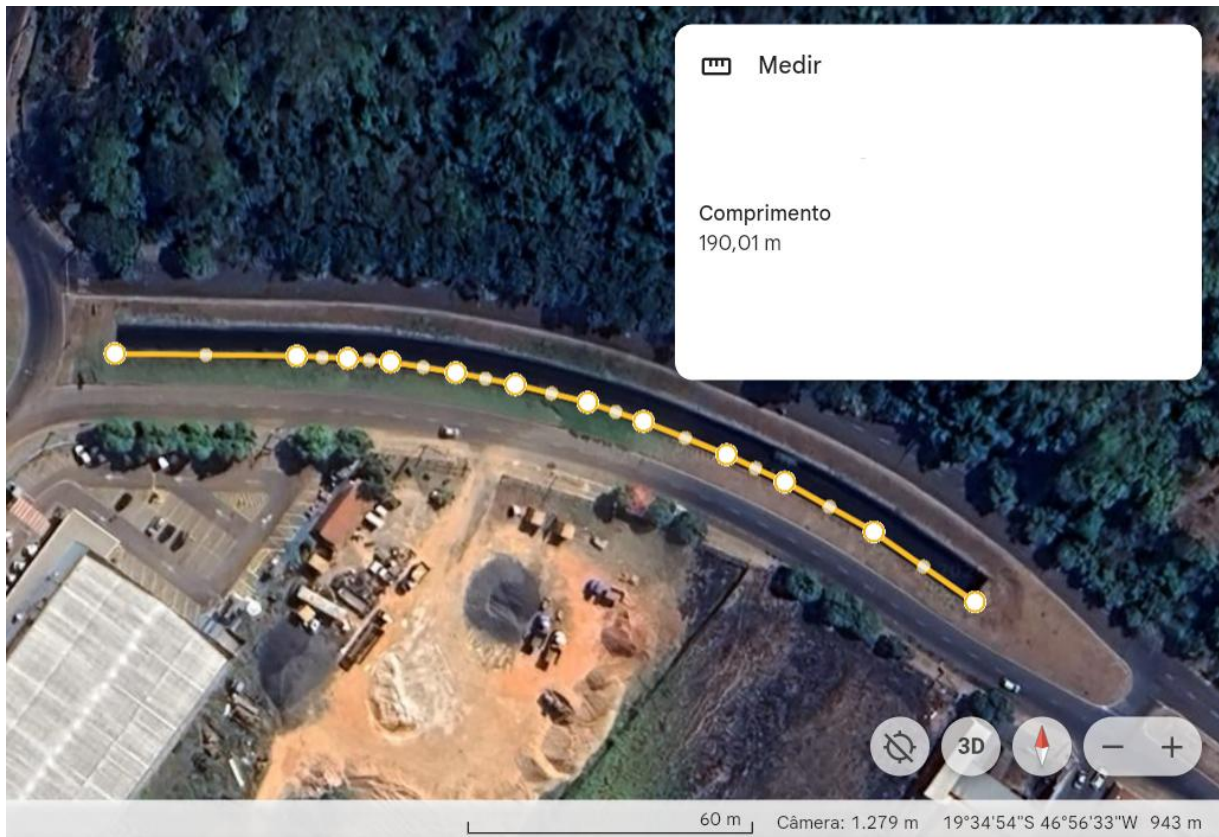 Medir
Comprimento
190,01 m
3D
60 m
Câmera: 1.279 m 19°34'54"S 46°56'33"W 943 m